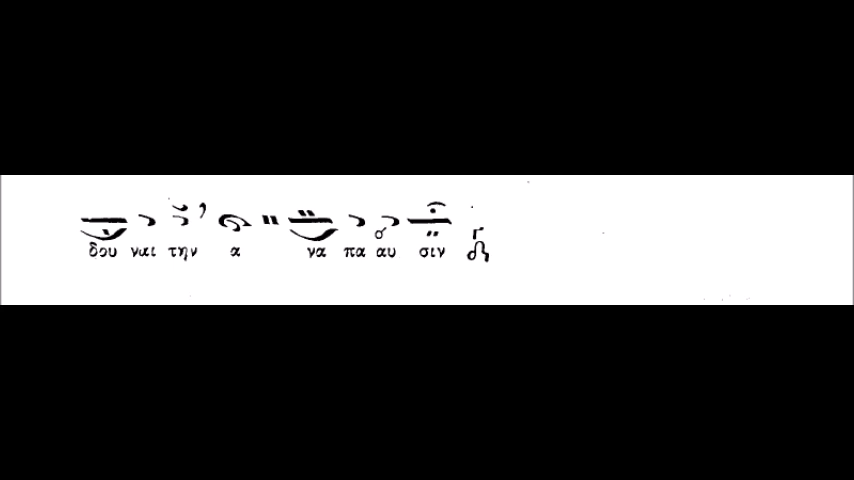 δου ναι την α να πα αυ σιν